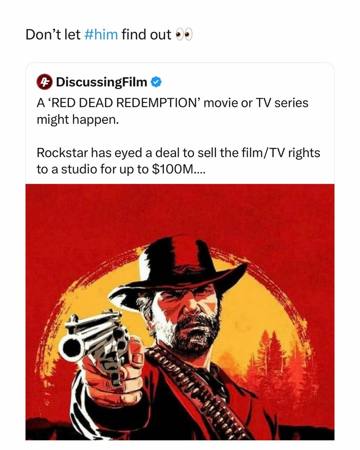 Don’t let #him find out 👀
DiscussingFilm
A ‘RED DEAD REDEMPTION’ movie or TV series
might happen.
Rockstar has eyed a deal to sell the film/TV rights
to a studio for up to $100M....